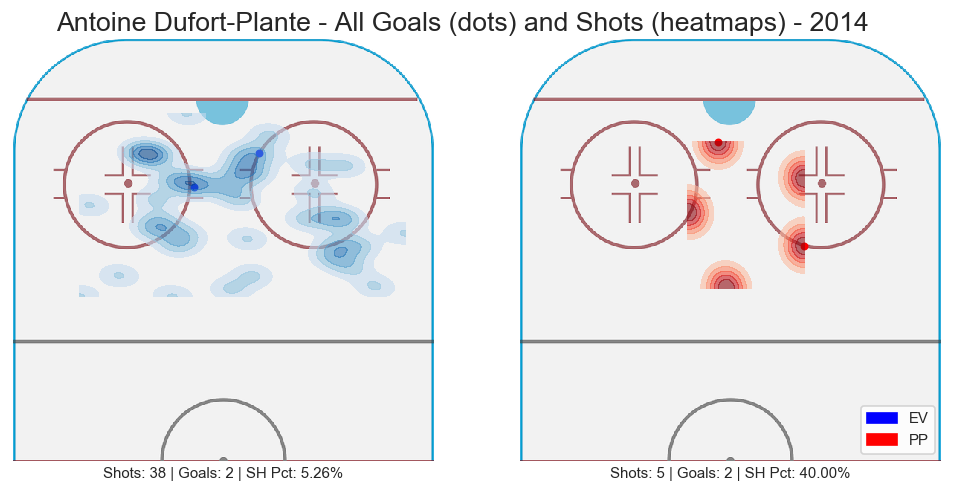 Antoine Dufort-Plante - All Goals (dots) and Shots (heatmaps) - 2014
EV
PP
Shots: 38 | Goals: 2 | SH Pct: 5.26%
Shots: 5 | Goals: 2 | SH Pct: 40.00%